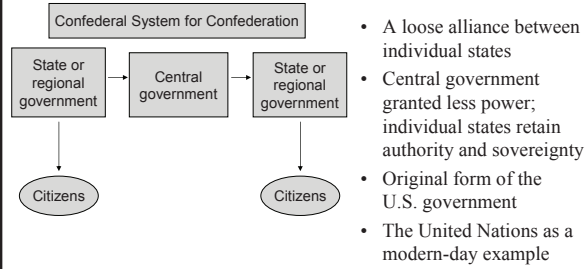 Confederal System for Confederation
State or
regional
government
Central
government
State or
regional
government
Citizens
Citizens
• A loose alliance between
individual states
• Central government
granted less power;
individual states retain
authority and sovereignty
• Original form of the
U.S. government
• The United Nations as a
modern-day example